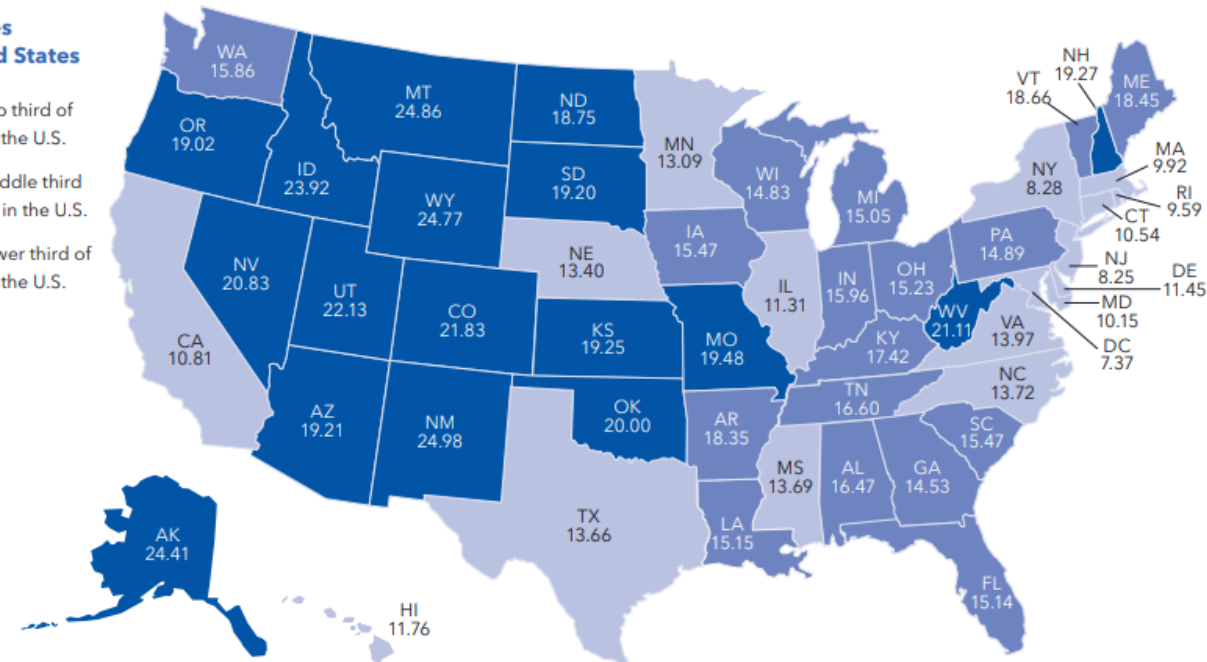 d States
third of
the U.S.
ddle third
in the U.S.
wer third of
the U.S.
WA
15.86
OR
19.02
ID
23.92
MT
24.86
ND
18.75
SD
19.20
WY
24.77
NV
20.83
UT
22.13
CO
21.83
CA
10.81
AZ
19.21
NM
24.98
NE
13.40
KS
19.25
OK
20.00
TX
13.66
MN
13.09
IA
15.47
MO
19.48
AR
18.35
LA
15.15
WI
14.83
IL
11.31
MI
15.05
IN
15.96
OH
15.23
KY
17.42
TN
16.60
MS
13.69
AL
16.47
GA
14.53
FL
15.14
SC
15.47
NC
13.72
VA
13.97
WV
21.11
PA
14.89
NY
8.28
VT
18.66
NH
19.27
ME
18.45
MA
9.92
RI
9.59
CT
10.54
NJ
8.25
DE
11.45
MD
10.15
DC
7.37
AK
24.41
HI
11.76